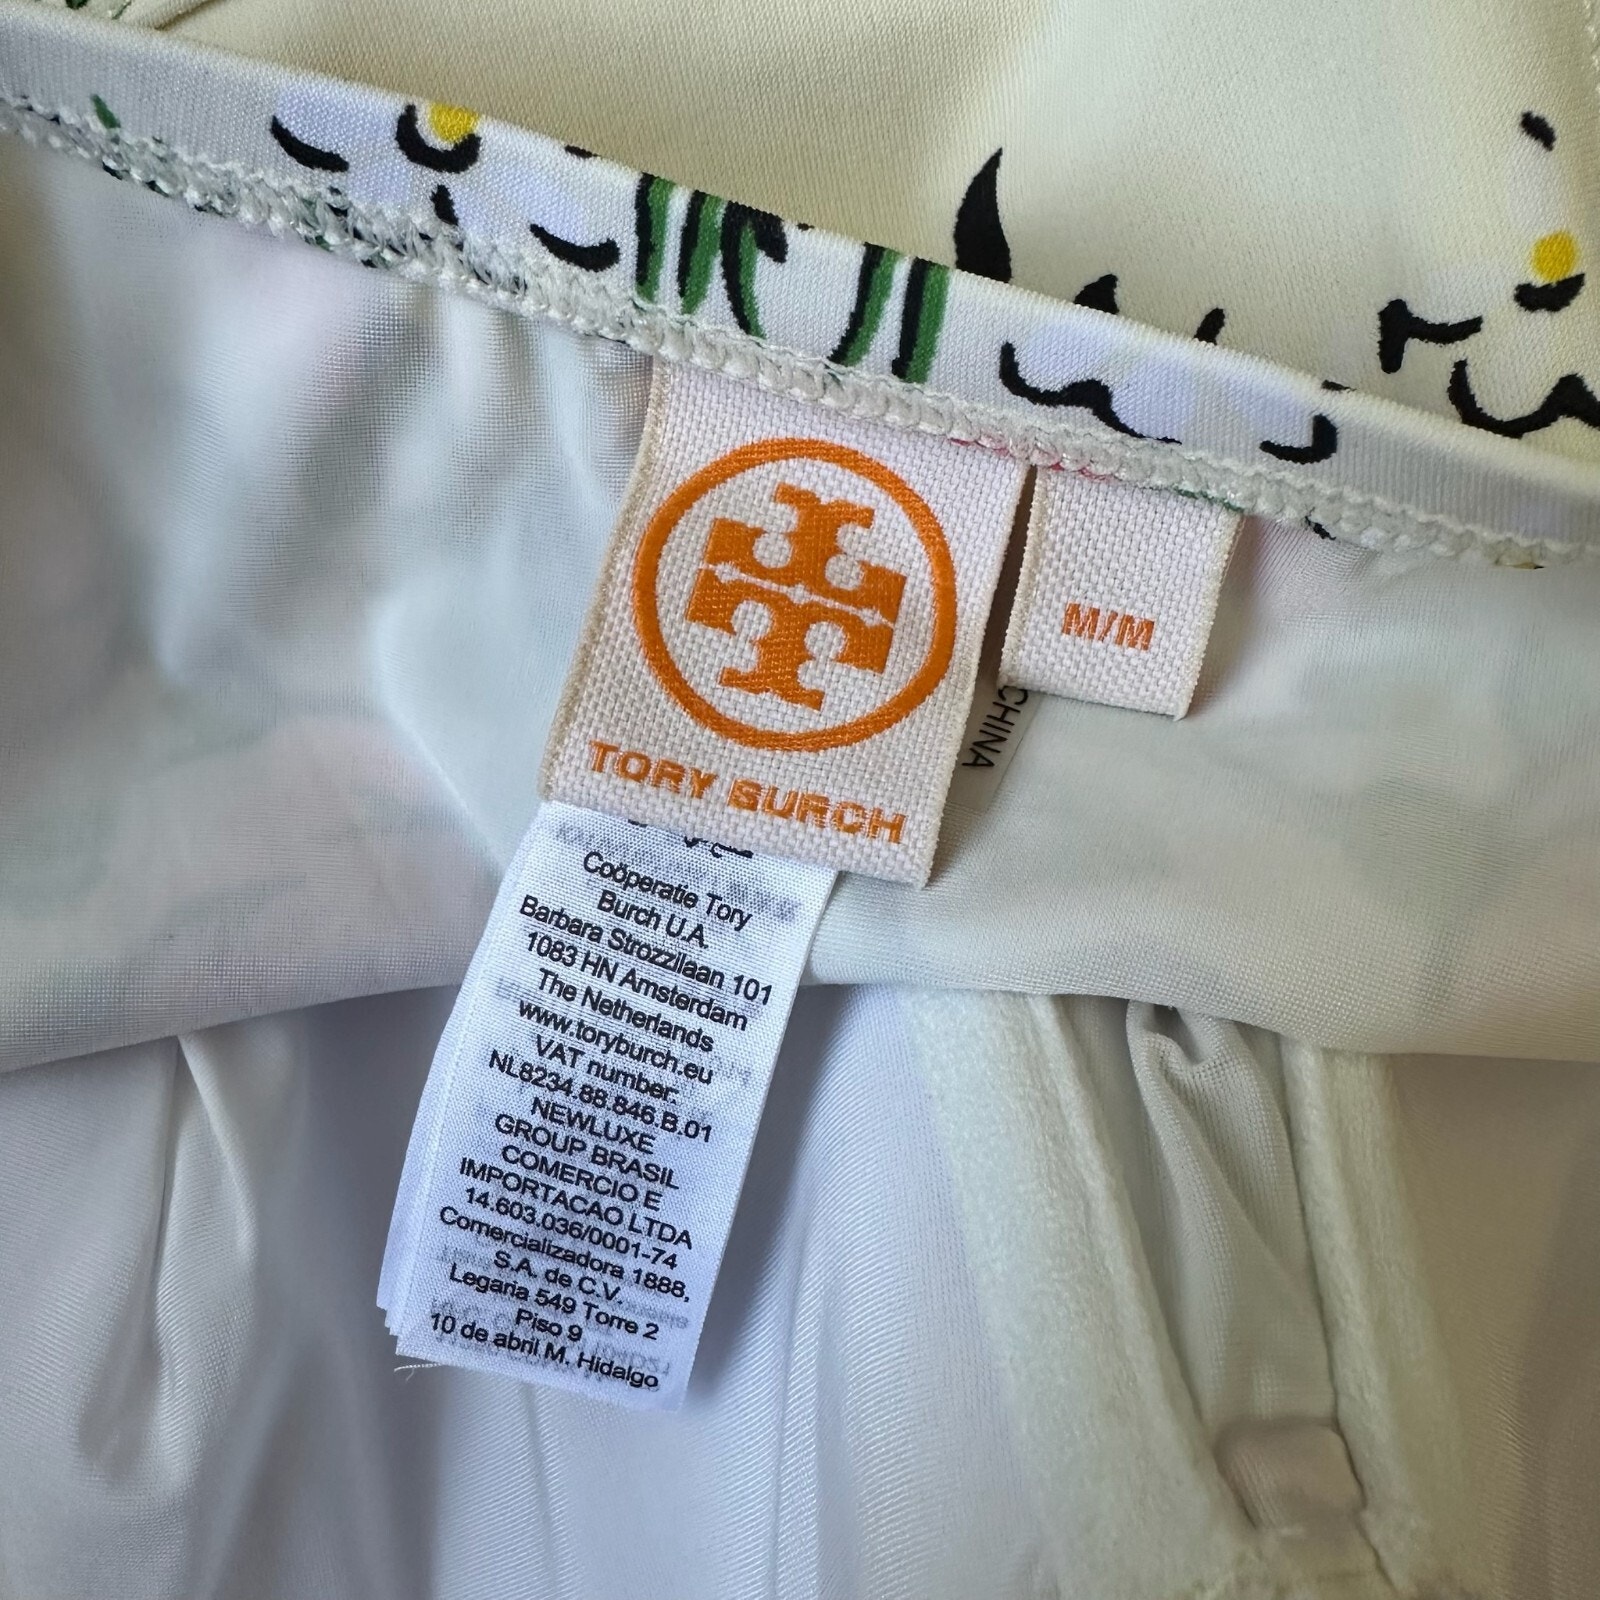 TORY BURCH
M/M
CHINA
Coöperatie Tory
Burch U.A.
Barbara Strozzilaan 101
1083 HN Amsterdam
The Netherlands
www.toryburch.eu
VAT number:
NL8234.88.846.B.01
NEWLUXE
GROUP BRASIL
COMERCIO E
IMPORTACAO LTDA
14.603.036/0001-74
Comercializadora 1888,
S.A. de C.V.
Legaria 549 Torre 2
Piso 9
10 de abril M. Hidalgo